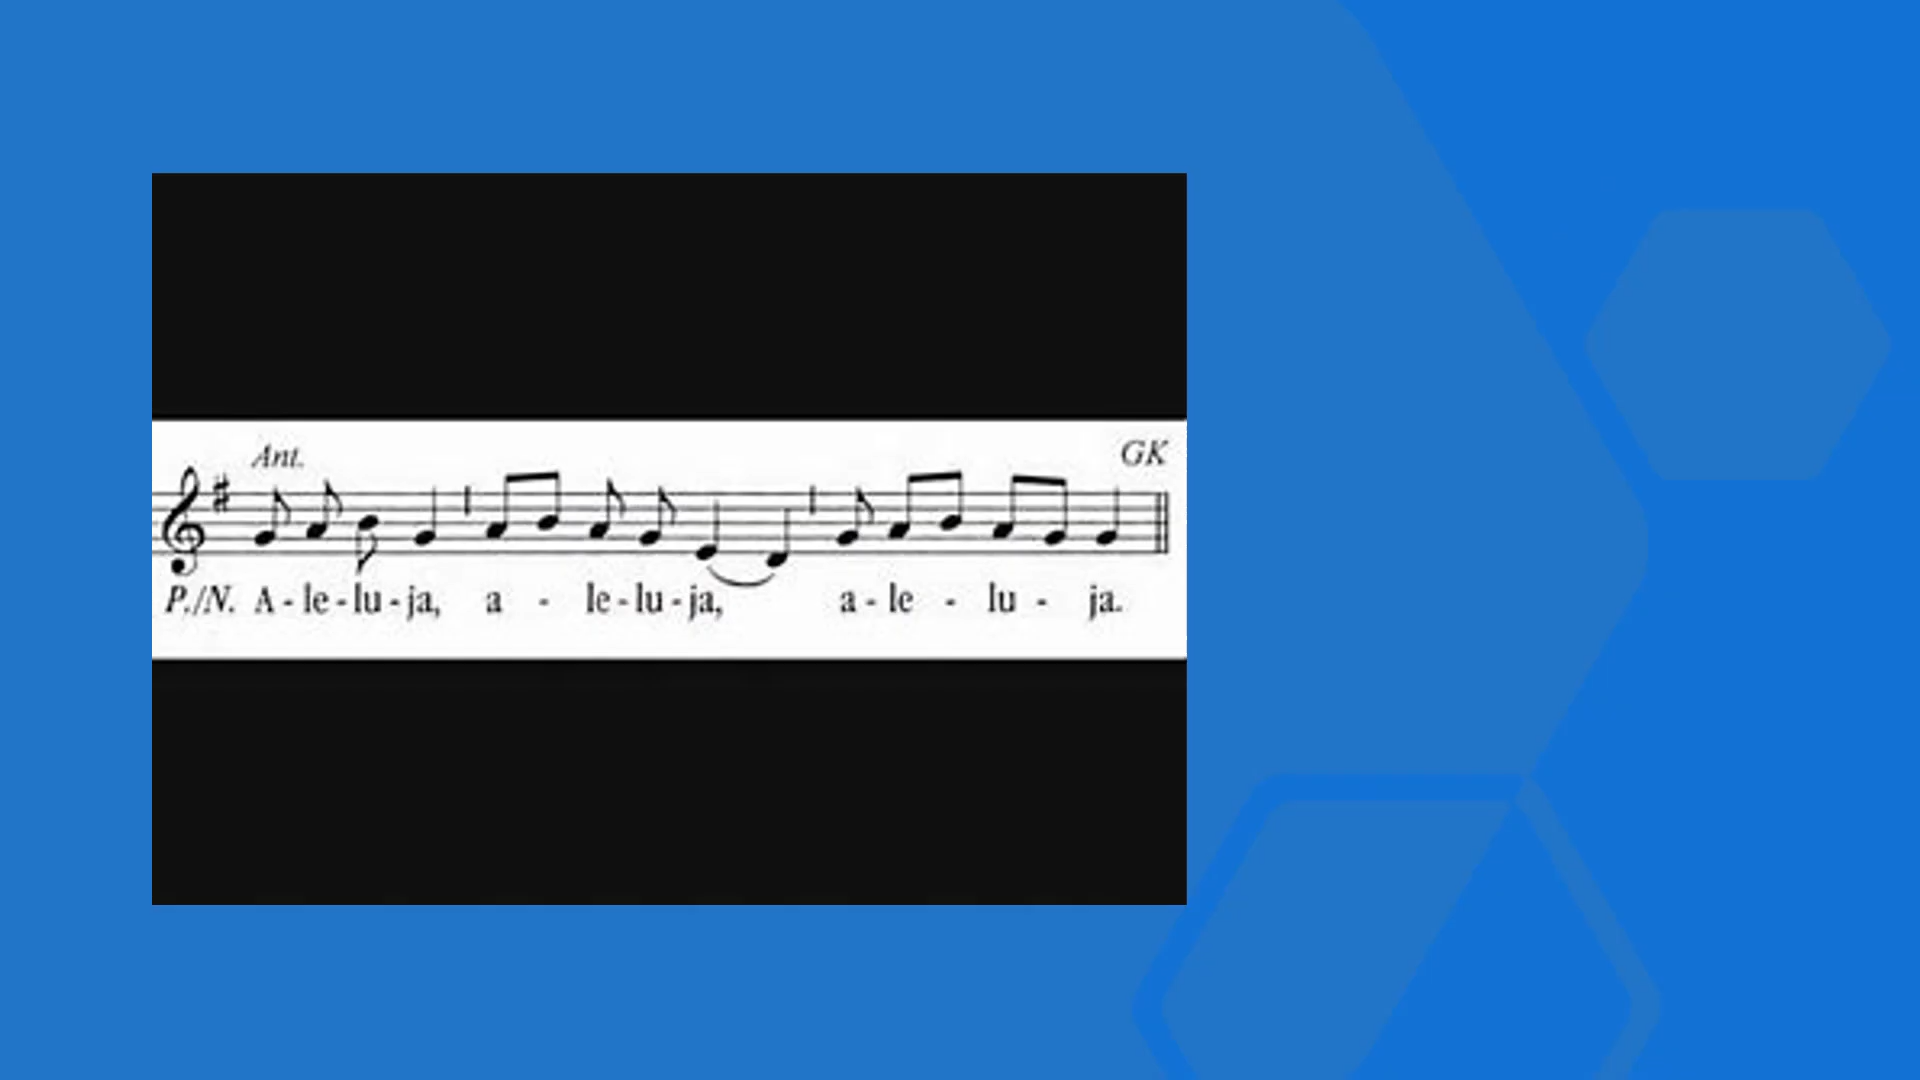 Ant. GK
P./N. A - le - lu - ja, a - le - lu - ja, a - le - lu - ja.